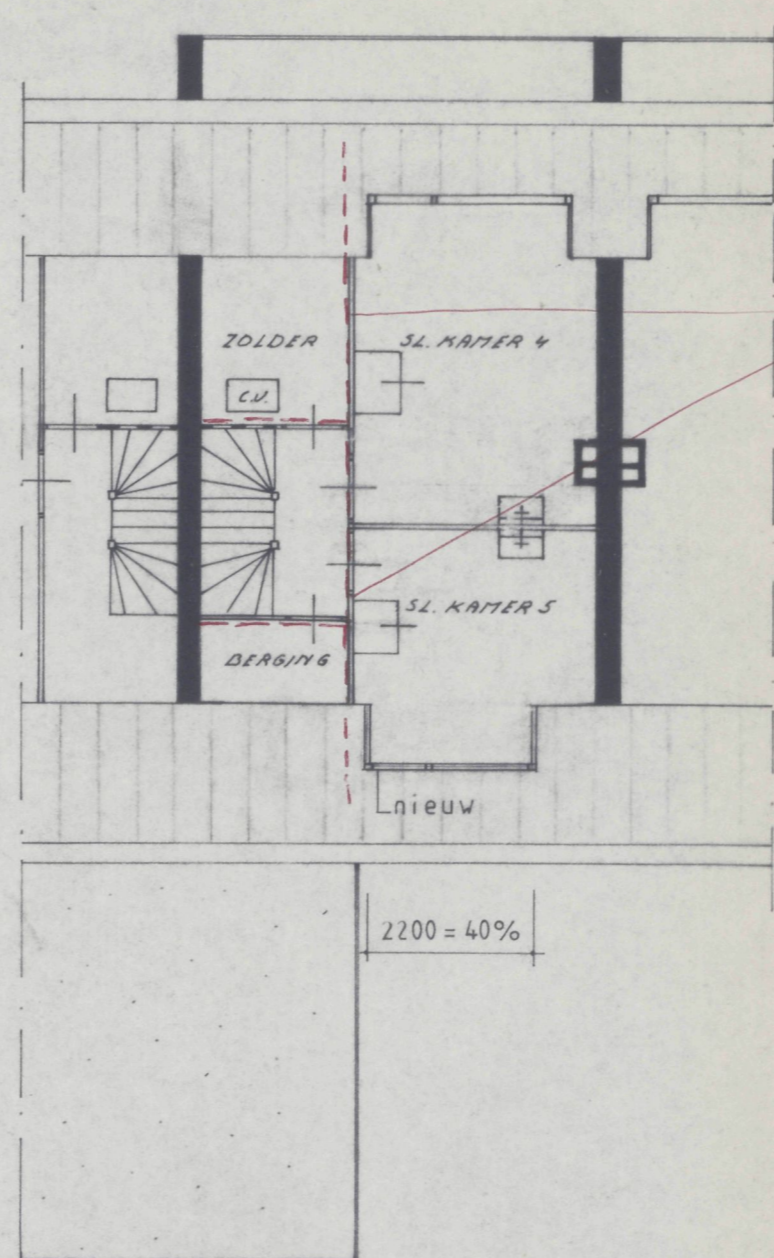 ZOLDER
SL. KAMER 4
C.V.
SL. KAMER 5
BERGING
nieuw
2200 = 40%